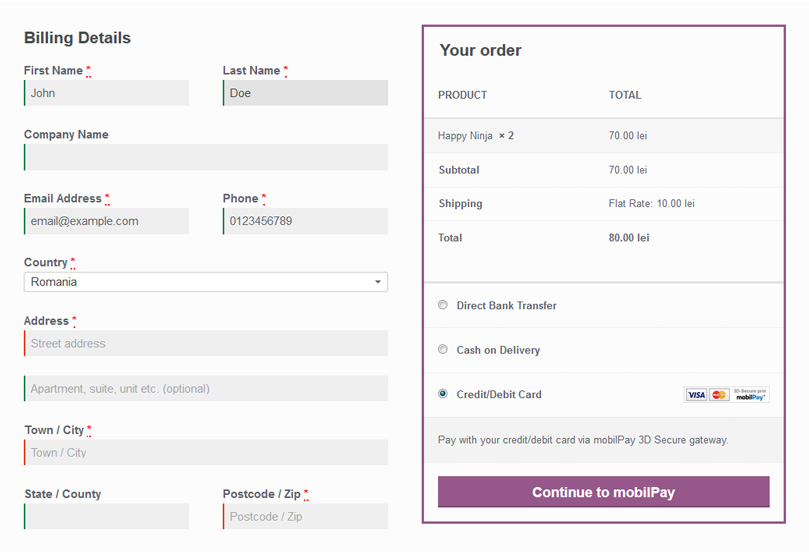 Billing Details
First Name *
Last Name *
John
Doe
Company Name
Email Address *
Phone *
email@example.com
0123456789
Country *
Romania
Address *
Street address
Apartment, suite, unit etc. (optional)
Town / City *
Town / City
State / County
Postcode / Zip *
Postcode / Zip
Your order
PRODUCT TOTAL
Happy Ninja × 2 70.00 lei
Subtotal 70.00 lei
Shipping Flat Rate: 10.00 lei
Total 80.00 lei
Direct Bank Transfer
Cash on Delivery
Credit/Debit Card
VISA
MasterCard
3D-Secure prin
mobilPay
Pay with your credit/debit card via mobilPay 3D Secure gateway.
Continue to mobilPay